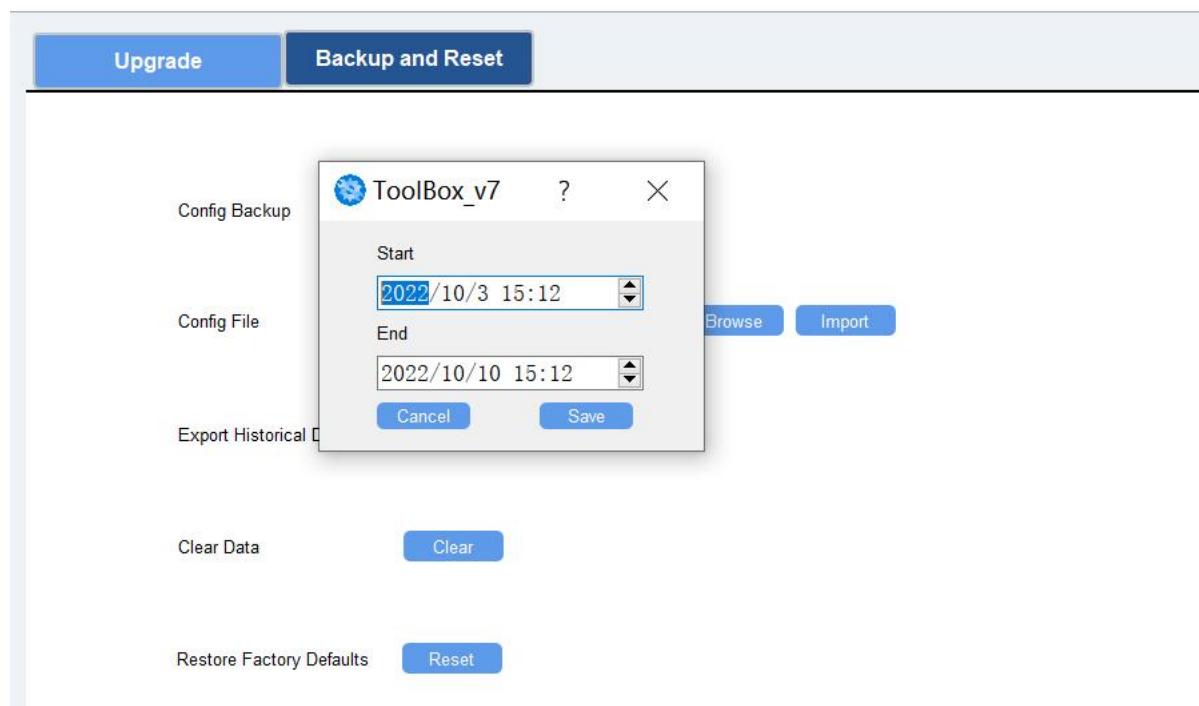 Upgrade
Backup and Reset
ToolBox_v7 ?
Config Backup
Start
2022/10/3 15:12
Config File
Browse
Import
End
2022/10/10 15:12
Cancel
Save
Export Historical
Clear Data
Clear
Restore Factory Defaults
Reset